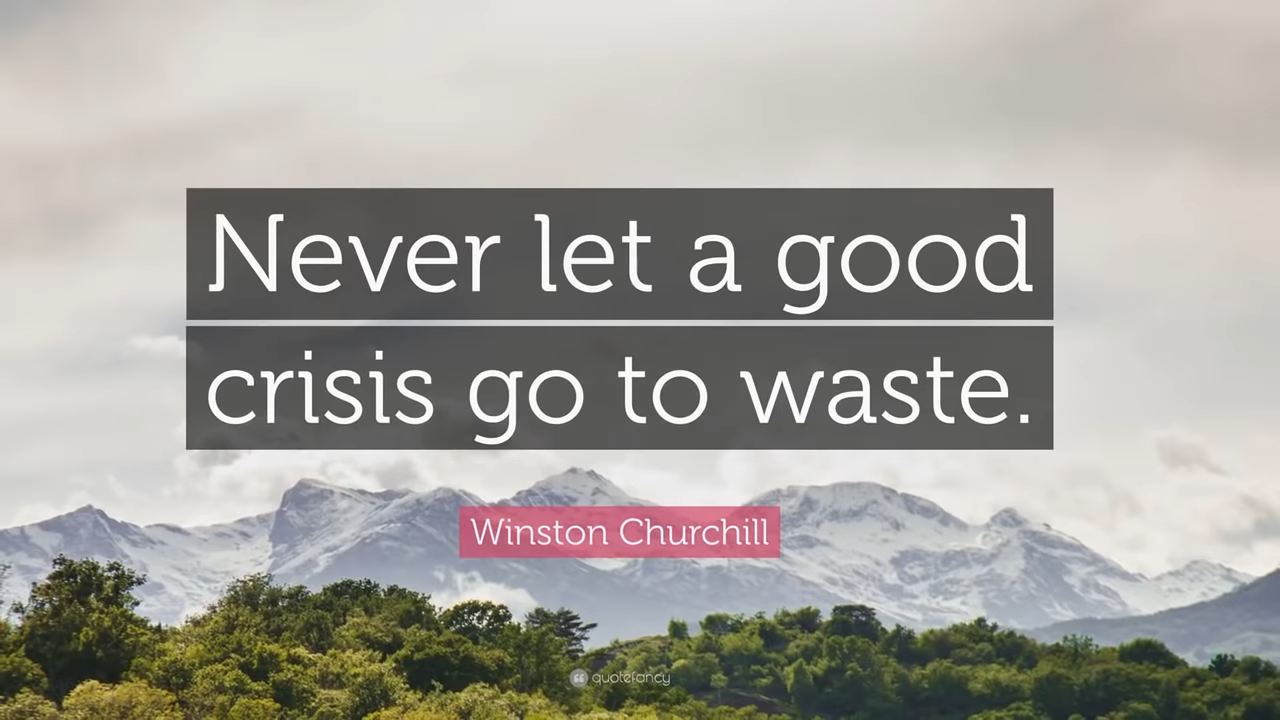 Never let a good
crisis go to waste.
Winston Churchill
quotefancy